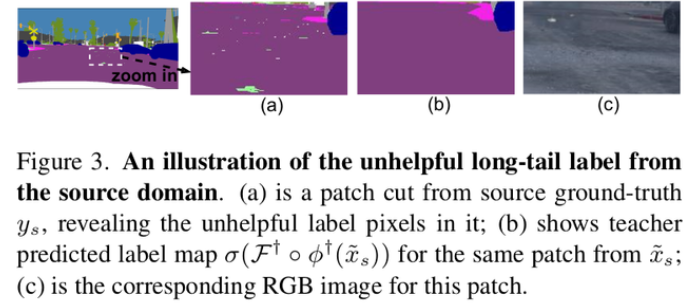 zoom in
(a) (b) (c)
Figure 3. An illustration of the unhelpful long-tail label from
the source domain. (a) is a patch cut from source ground-truth
yₛ, revealing the unhelpful label pixels in it; (b) shows teacher
predicted label map σ(ℱ† ∘ ϕ†(x̃ₛ)) for the same patch from x̃ₛ;
(c) is the corresponding RGB image for this patch.